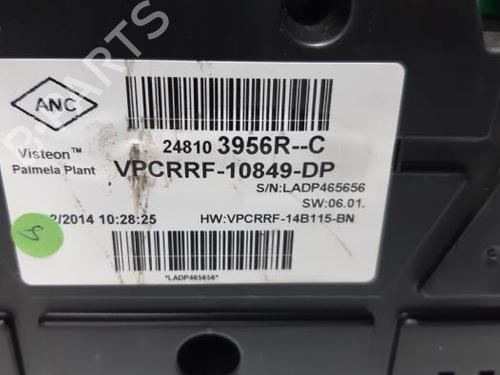 B-PARTS
ANC
Visteon™
Palmela Plant
24810 3956R--C
VPCRRF-10849-DP
S/N:LADP465656
SW:06.01.
2/2014 10:28:25
HW:VPCRRF-14B115-BN
*LADP465656*